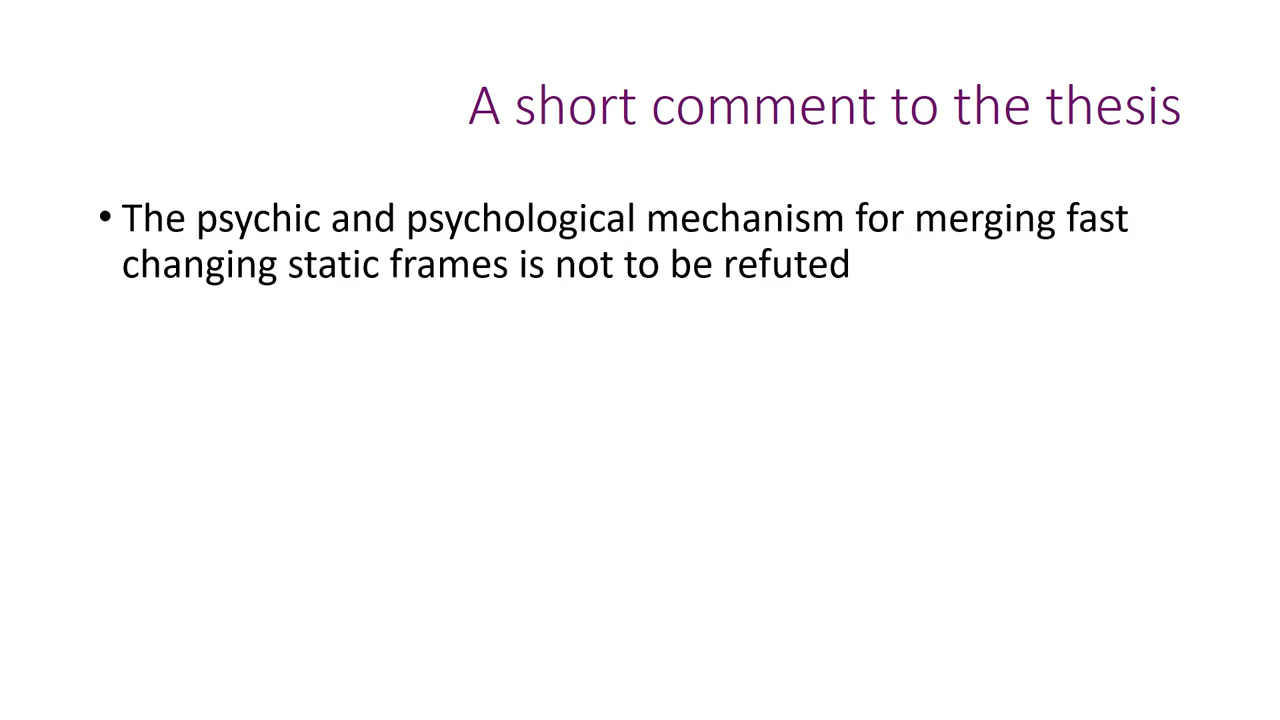 A short comment to the thesis
• The psychic and psychological mechanism for merging fast
changing static frames is not to be refuted